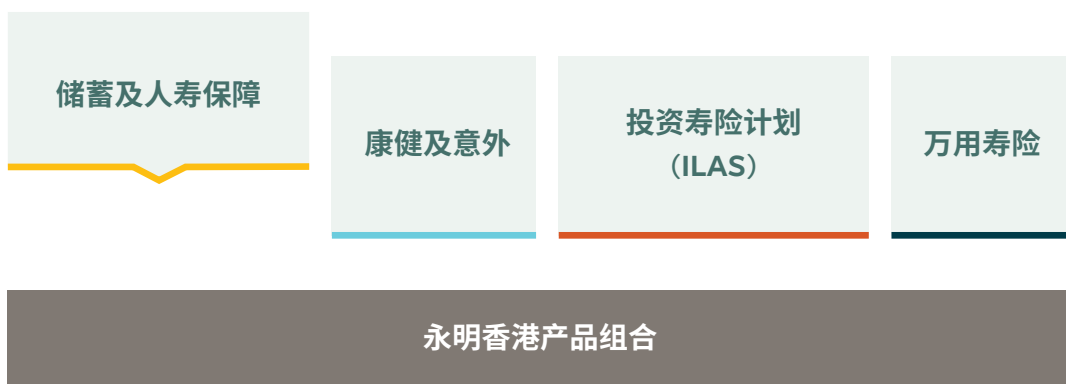 储蓄及人寿保障
康健及意外
投资寿险计划
（ILAS）
万用寿险
永明香港产品组合